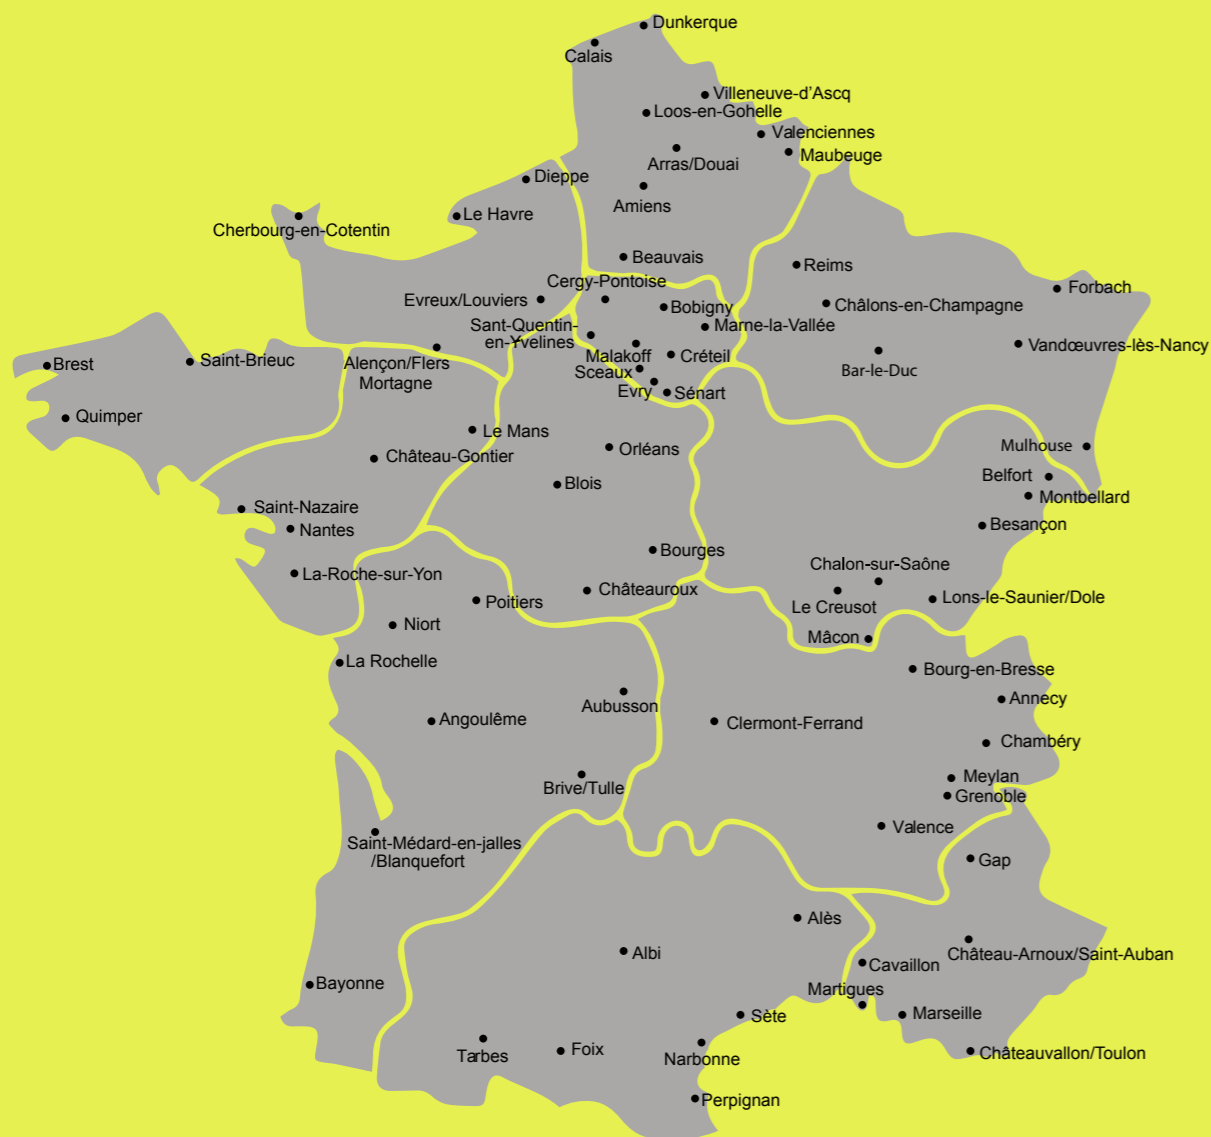 Dunkerque
Calais
Villeneuve-d'Ascq
Loos-en-Gohelle
Valenciennes
Maubeuge
Arras/Douai
Dieppe
Amiens
Le Havre
Cherbourg-en-Cotentin
Beauvais
Reims
Cergy-Pontoise
Forbach
Evreux/Louviers
Bobigny
Châlons-en-Champagne
Sant-Quentin-
en-Yvelines
Marne-la-Vallée
Vandœuvres-lès-Nancy
Malakoff
Créteil
Saint-Brieuc
Brest
Alençon/Flers
Mortagne
Sceaux
Bar-le-Duc
Evry
Sénart
Quimper
Le Mans
Mulhouse
Orléans
Château-Gontier
Belfort
Blois
Montbellard
Saint-Nazaire
Nantes
Besançon
Bourges
Chalon-sur-Saône
La-Roche-sur-Yon
Châteauroux
Le Creusot
Lons-le-Saunier/Dole
Poitiers
Niort
Mâcon
La Rochelle
Bourg-en-Bresse
Aubusson
Annecy
Angoulême
Clermont-Ferrand
Chambéry
Meylan
Brive/Tulle
Grenoble
Valence
Saint-Médard-en-jalles
/Blanquefort
Gap
Alès
Albi
Château-Arnoux/Saint-Auban
Cavaillon
Bayonne
Martigues
Sète
Marseille
Tarbes
Foix
Narbonne
Châteauvallon/Toulon
Perpignan